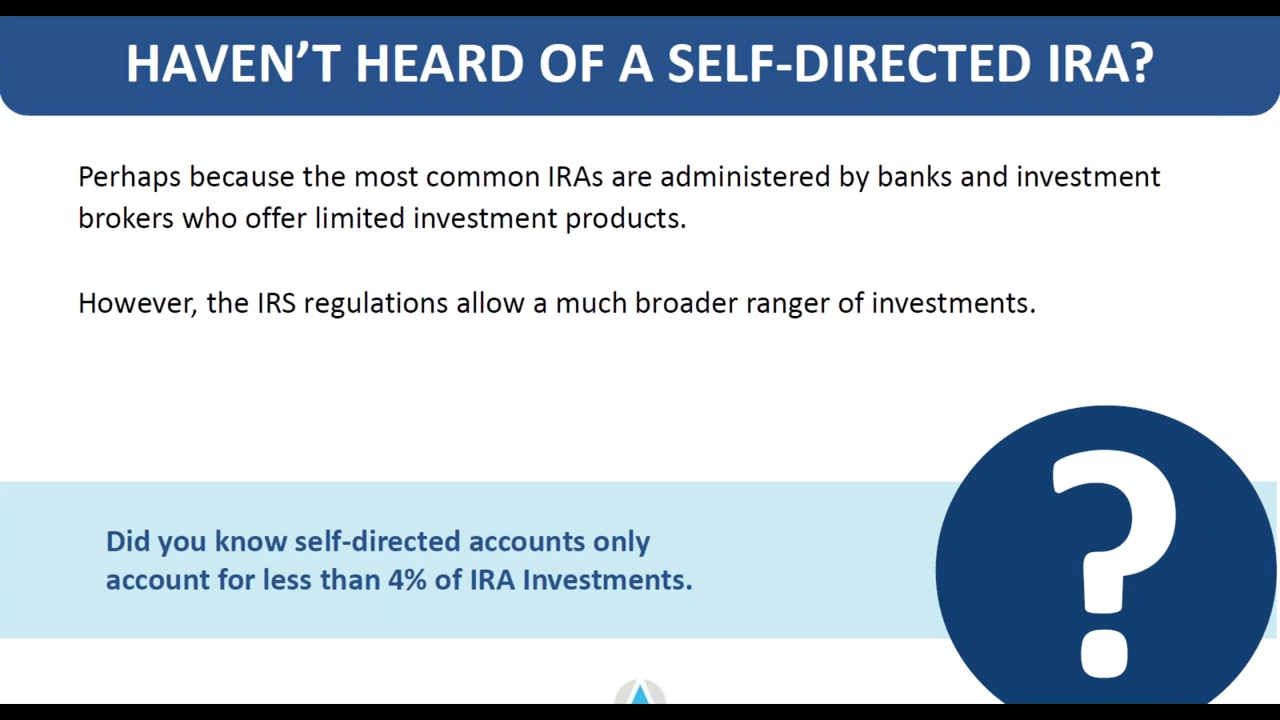 HAVEN’T HEARD OF A SELF-DIRECTED IRA?
Perhaps because the most common IRAs are administered by banks and investment
brokers who offer limited investment products.
However, the IRS regulations allow a much broader ranger of investments.
Did you know self-directed accounts only
account for less than 4% of IRA Investments.
?